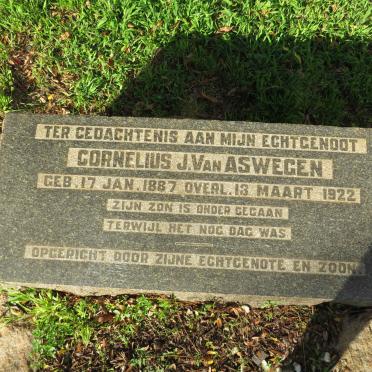 TER GEDACHTENIS AAN MIJN ECHTGENOOT
CORNELIUS J. VAN ASWEGEN
GEB. 17 JAN. 1887 OVERL. 13 MAART 1922
ZIJN ZON IS ONDER GEGAAN
TERWIJL HET NOG DAG WAS
OPGERICHT DOOR ZIJNE ECHTGENOTE EN ZOON